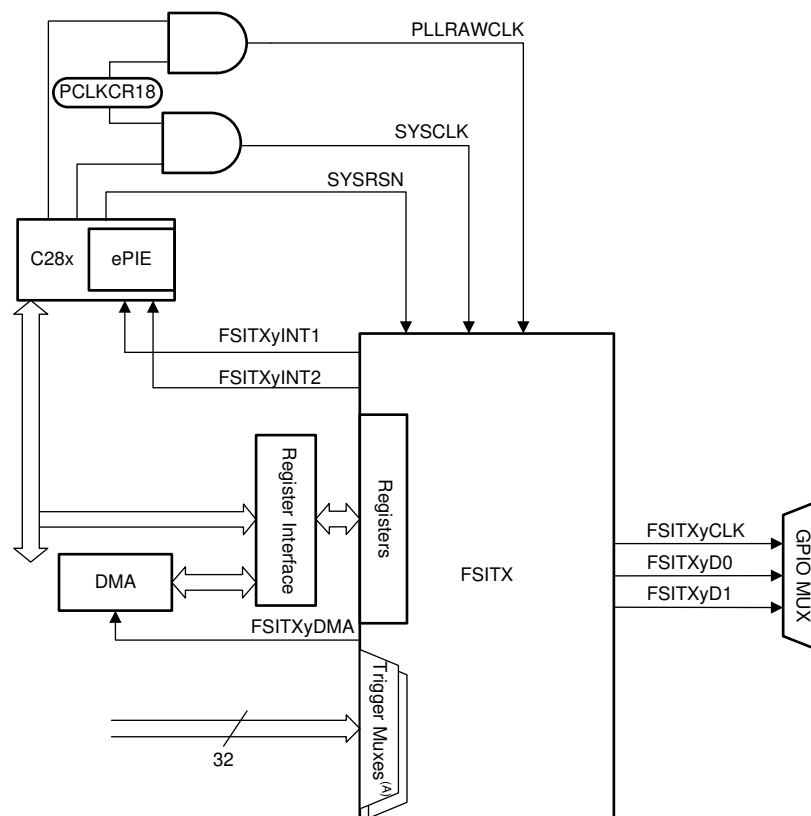 PLLRAWCLK
PCLKCR18
SYSCLK
SYSRSN
C28x
ePIE
FSITXyINT1
FSITXyINT2
Register Interface
Registers
FSITX
FSITXyCLK
FSITXyD0
FSITXyD1
GPIO MUX
DMA
FSITXyDMA
Trigger Muxes(A)
32